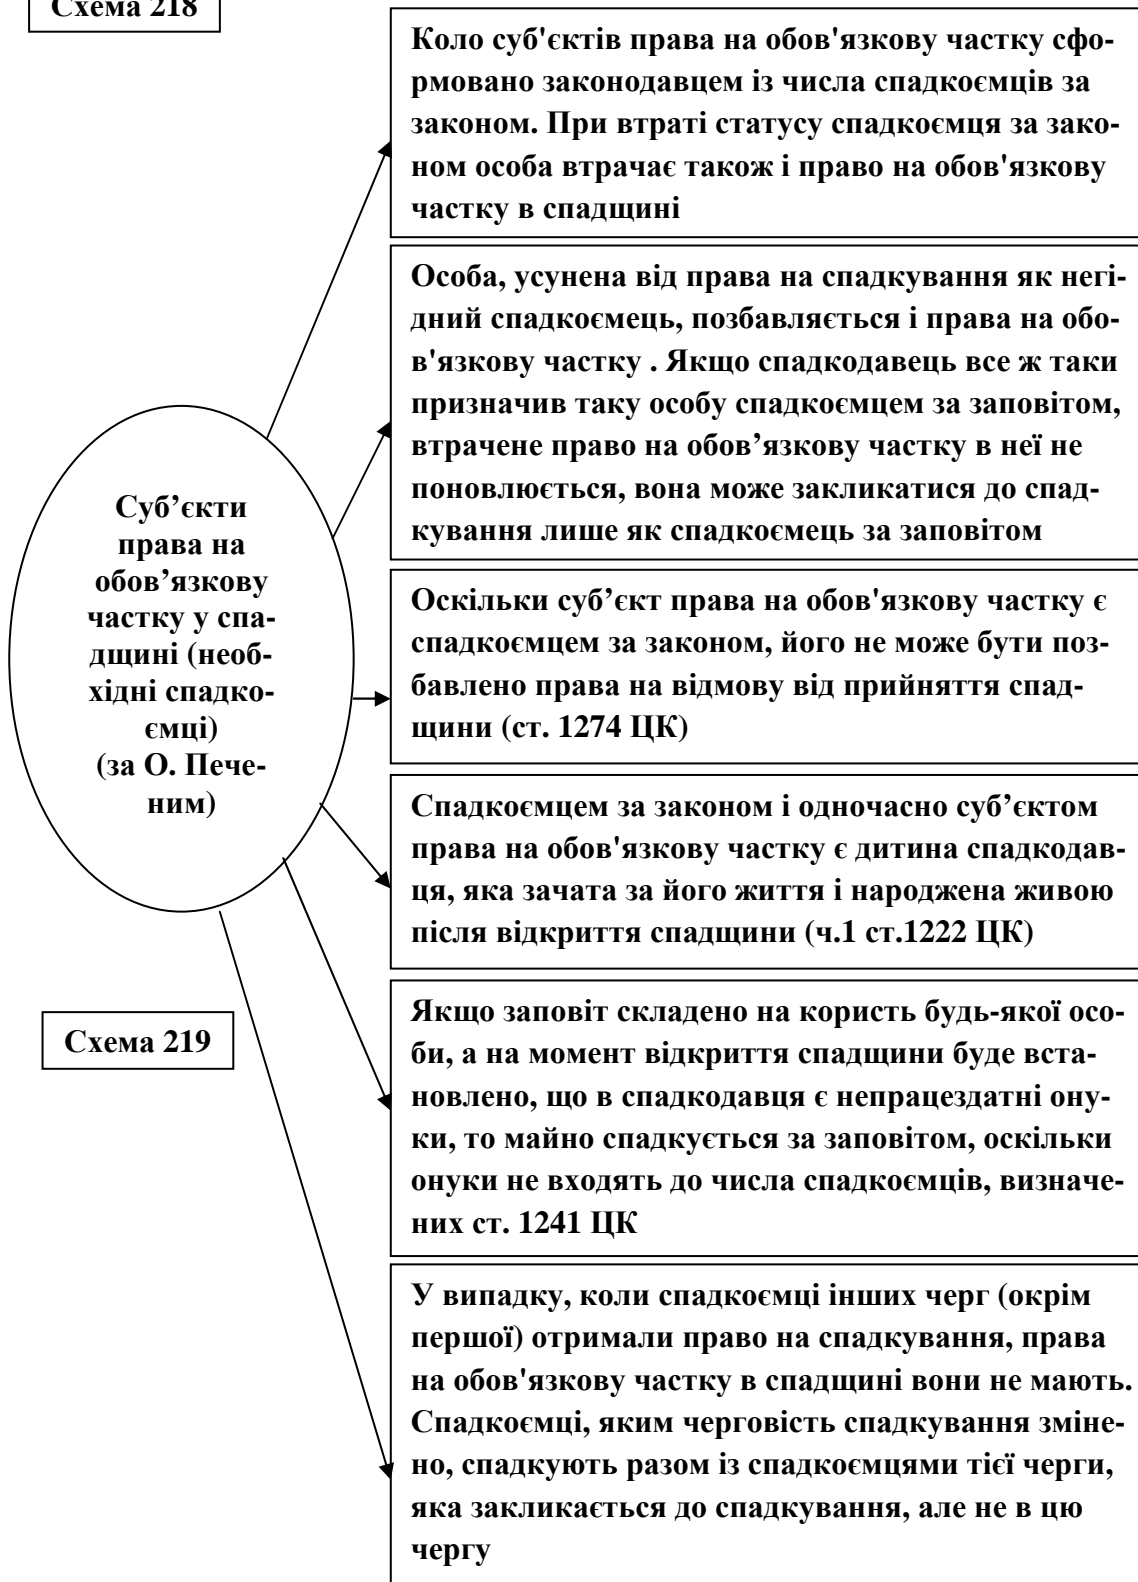 Схема 218
Коло суб'єктів права на обов'язкову частку сфо-
рмовано законодавцем із числа спадкоємців за
законом. При втраті статусу спадкоємця за зако-
ном особа втрачає також і право на обов'язкову
частку в спадщині
Особа, усунена від права на спадкування як негі-
дний спадкоємець, позбавляється і права на обо-
в'язкову частку . Якщо спадкодавець все ж таки
призначив таку особу спадкоємцем за заповітом,
втрачене право на обов’язкову частку в неї не
поновлюється, вона може закликатися до спад-
кування лише як спадкоємець за заповітом
Суб’єкти
права на
обов’язкову
частку у спа-
дщині (необ-
хідні спадко-
ємці)
(за О. Пече-
ним)
Оскільки суб’єкт права на обов'язкову частку є
спадкоємцем за законом, його не може бути поз-
бавлено права на відмову від прийняття спад-
щини (ст. 1274 ЦК)
Спадкоємцем за законом і одночасно суб’єктом
права на обов'язкову частку є дитина спадкодав-
ця, яка зачата за його життя і народжена живою
після відкриття спадщини (ч.1 ст.1222 ЦК)
Схема 219
Якщо заповіт складено на користь будь-якої осо-
би, а на момент відкриття спадщини буде вста-
новлено, що в спадкодавця є непрацездатні ону-
ки, то майно спадкується за заповітом, оскільки
онуки не входять до числа спадкоємців, визначе-
них ст. 1241 ЦК
У випадку, коли спадкоємці інших черг (окрім
першої) отримали право на спадкування, права
на обов'язкову частку в спадщині вони не мають.
Спадкоємці, яким черговість спадкування зміне-
но, спадкують разом із спадкоємцями тієї черги,
яка закликається до спадкування, але не в цю
чергу